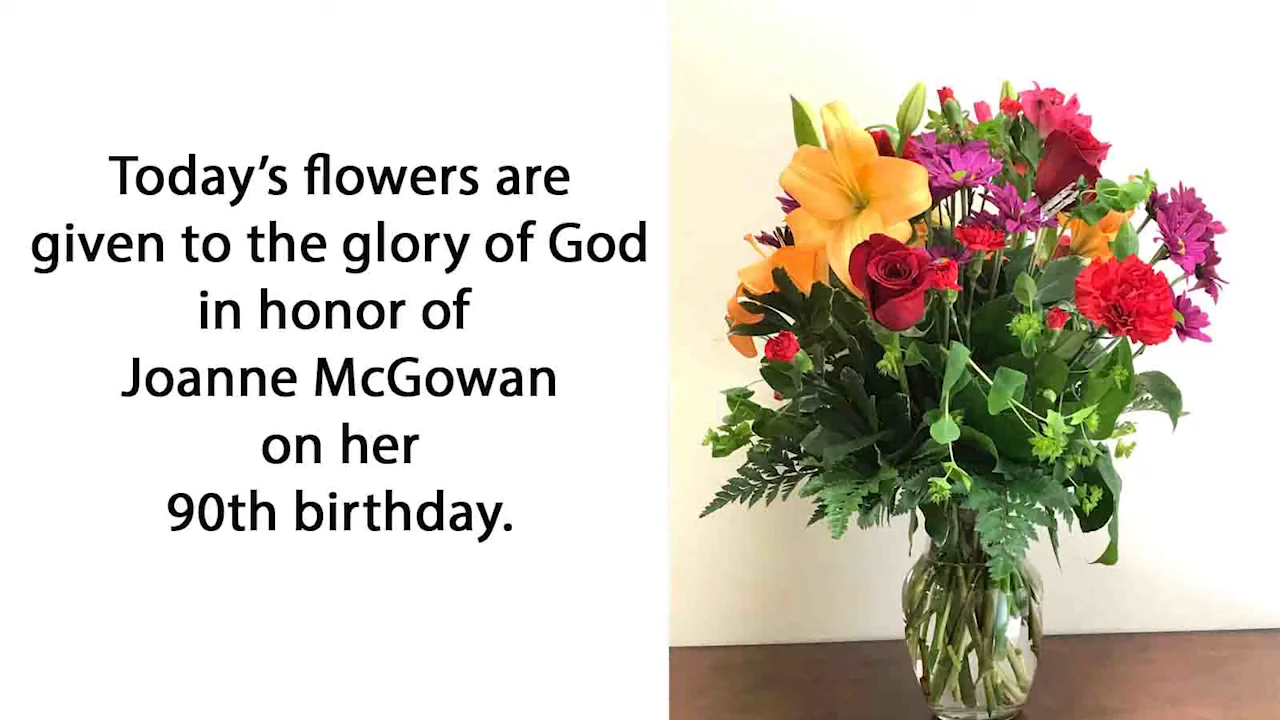 Today’s flowers are
given to the glory of God
in honor of
Joanne McGowan
on her
90th birthday.